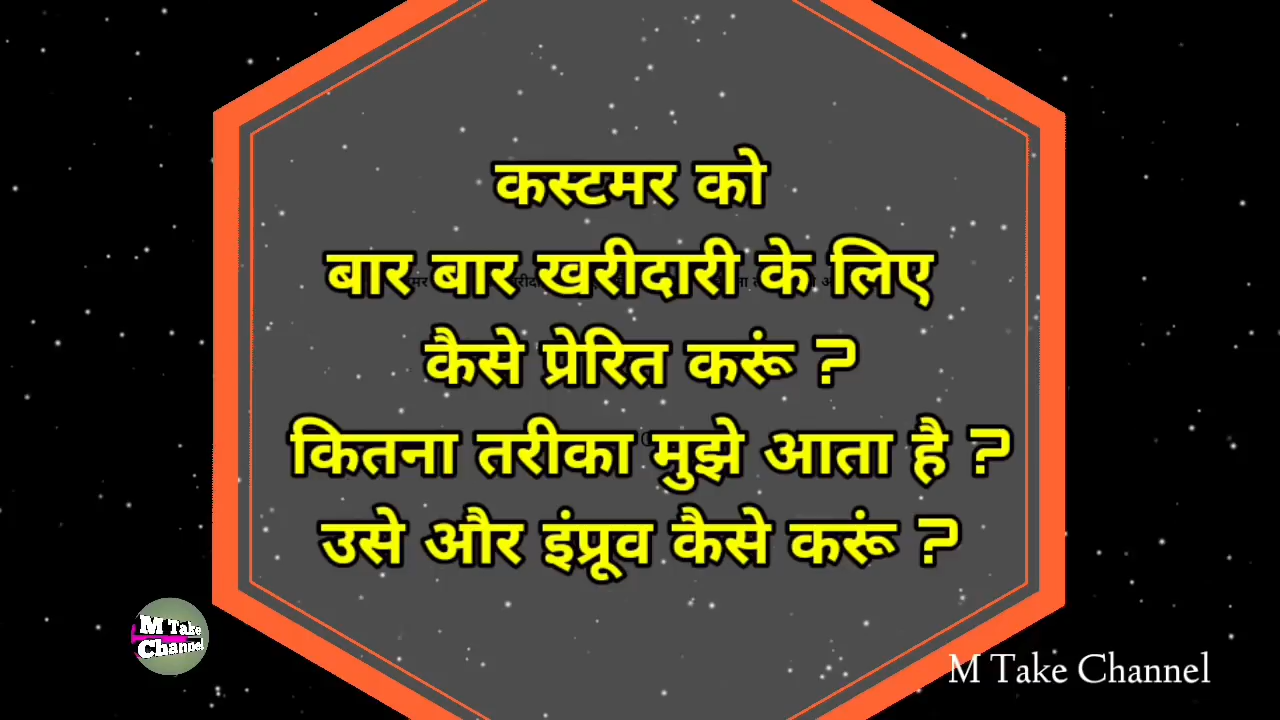 कस्टमर को
बार बार खरीदारी के लिए
कैसे प्रेरित करूं ?
कितना तरीका मुझे आता है ?
उसे और इंप्रूव कैसे करूं ?
M Take
Channel
M Take Channel